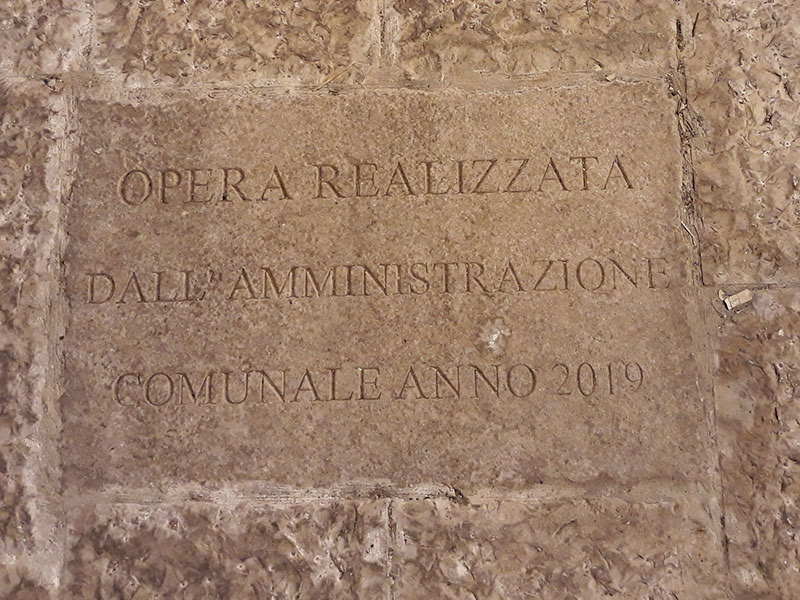 OPERA REALIZZATA
DALL'AMMINISTRAZIONE
COMUNALE ANNO 2019